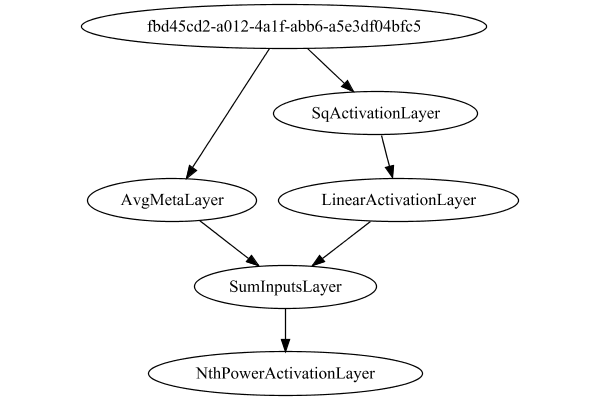 fbd45cd2-a012-4a1f-abb6-a5e3df04bfc5
SqActivationLayer
AvgMetaLayer
LinearActivationLayer
SumInputsLayer
NthPowerActivationLayer